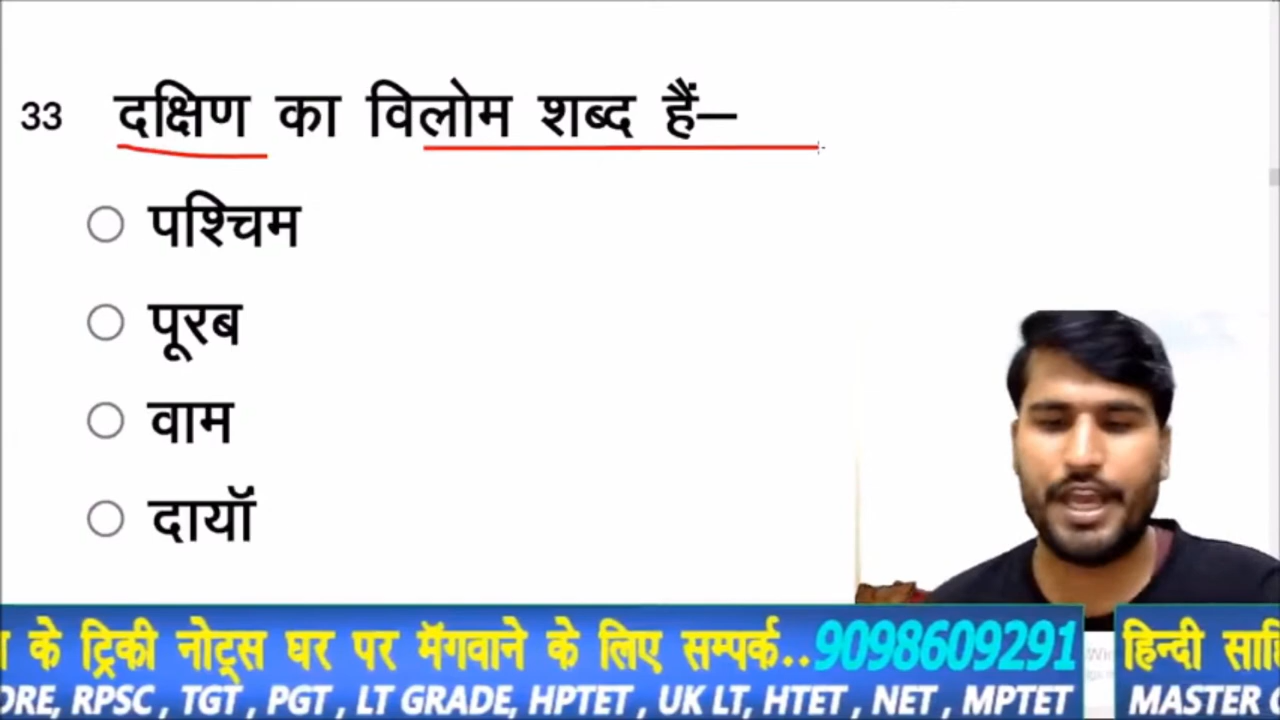 33 दक्षिण का विलोम शब्द हैं–
पश्चिम
पूरब
वाम
दायॉ
के ट्रिकी नोट्स घर पर मॅगवाने के लिए सम्पर्क..9098609291 हिन्दी
RPSC , TGT , PGT , LT GRADE, HPTET , UK LT, HTET , NET , MPTET MASTER